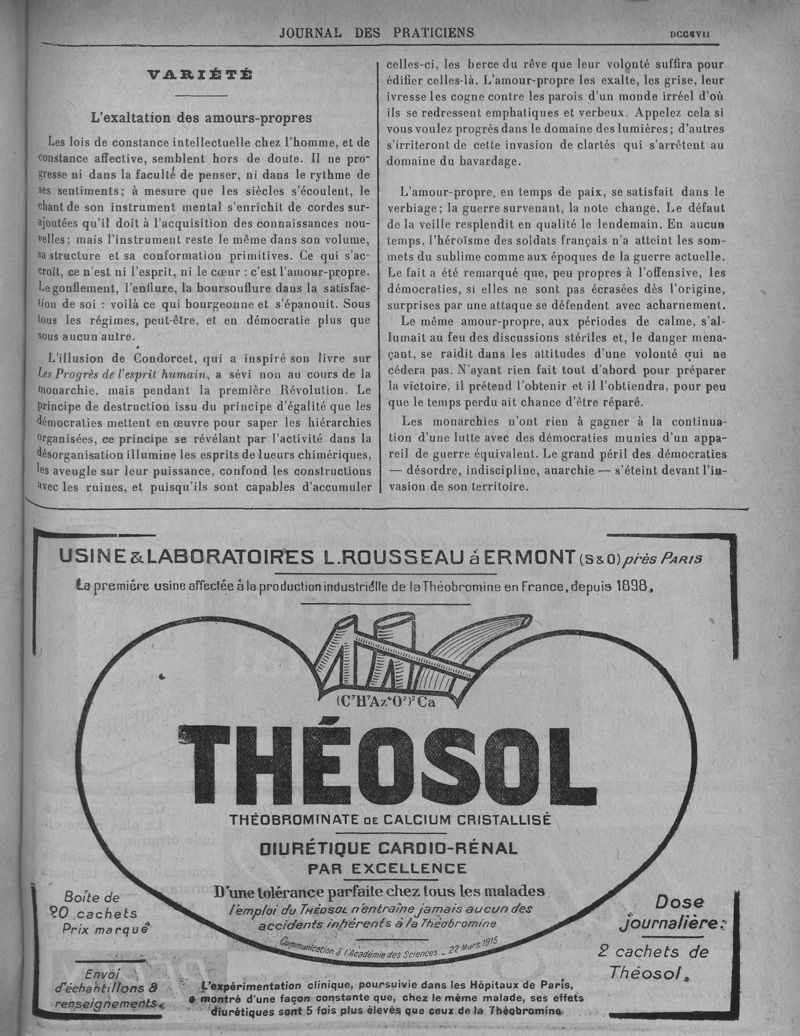 JOURNAL DES PRATICIENS
DCCCVII
VARIÉTÉ
L'exaltation des amours-propres
Les lois de constance intellectuelle chez l'homme, et de
constance affective, semblent hors de doute. Il ne pro-
gresse ni dans la faculté de penser, ni dans le rythme de
ses sentiments; à mesure que les siècles s'écoulent, le
chant de son instrument mental s'enrichit de cordes sur-
ajoutées qu'il doit à l'acquisition des connaissances nou-
velles; mais l'instrument reste le même dans son volume,
sa structure et sa conformation primitives. Ce qui s'ac-
croît, ce n'est ni l'esprit, ni le cœur : c'est l'amour-propre.
Le gonflement, l'enflure, la boursouflure dans la satisfac-
tion de soi : voilà ce qui bourgeonne et s'épanouit. Sous
tous les régimes, peut-être, et en démocratie plus que
sous aucun autre.
L'illusion de Condorcet, qui a inspiré son livre sur
Les Progrès de l'esprit humain, a sévi non au cours de la
monarchie, mais pendant la première Révolution. Le
principe de destruction issu du principe d'égalité que les
démocraties mettent en œuvre pour saper les hiérarchies
organisées, ce principe se révélant par l'activité dans la
désorganisation illumine les esprits de lueurs chimériques,
les aveugle sur leur puissance, confond les constructions
avec les ruines, et puisqu'ils sont capables d'accumuler
celles-ci, les berce du rêve que leur volonté suffira pour
édifier celles-là. L'amour-propre les exalte, les grise, leur
ivresse les cogne contre les parois d'un monde irréel d'où
ils se redressent emphatiques et verbeux. Appelez cela si
vous voulez progrès dans le domaine des lumières; d'autres
s'irriteront de cette invasion de clartés qui s'arrêtent au
domaine du bavardage.
L'amour-propre, en temps de paix, se satisfait dans le
verbiage; la guerre survenant, la note change. Le défaut
de la veille resplendit en qualité le lendemain. En aucun
temps, l'héroïsme des soldats français n'a atteint les som-
mets du sublime comme aux époques de la guerre actuelle.
Le fait a été remarqué que, peu propres à l'offensive, les
démocraties, si elles ne sont pas écrasées dès l'origine,
surprises par une attaque se défendent avec acharnement.
Le même amour-propre, aux périodes de calme, s'al-
lumait au feu des discussions stériles et, le danger mena-
çant, se raidit dans les attitudes d'une volonté qui ne
cédera pas. N'ayant rien fait tout d'abord pour préparer
la victoire, il prétend l'obtenir et il l'obtiendra, pour peu
que le temps perdu ait chance d'être réparé.
Les monarchies n'ont rien à gagner à la continua-
tion d'une lutte avec des démocraties munies d'un appa-
reil de guerre équivalent. Le grand péril des démocraties
— désordre, indiscipline, anarchie — s'éteint devant l'in-
vasion de son territoire.
USINE & LABORATOIRES L. ROUSSEAU à ERMONT (S&O) près PARIS
La première usine affectée à la production industrielle de la Théobromine en France, depuis 1898.
(C⁷H⁷Az⁴O²)² Ca
THÉOSOL
THÉOBROMINATE DE CALCIUM CRISTALLISÉ
DIURÉTIQUE CARDIO-RÉNAL
PAR EXCELLENCE
D'une tolérance parfaite chez tous les malades
l'emploi du THÉOSOL n'entraîne jamais aucun des
accidents inhérents à la Théobromine
Communication à l'Académie des Sciences - 22 Mars 1915
Boîte de
20 cachets
Prix marqué
Envoi
d'échantillons &
renseignements.
L'expérimentation clinique, poursuivie dans les Hôpitaux de Paris,
a montré d'une façon constante que, chez le même malade, ses effets
diurétiques sont 5 fois plus élevés que ceux de la Théobromine
Dose
journalière:
2 cachets de
Théosol.